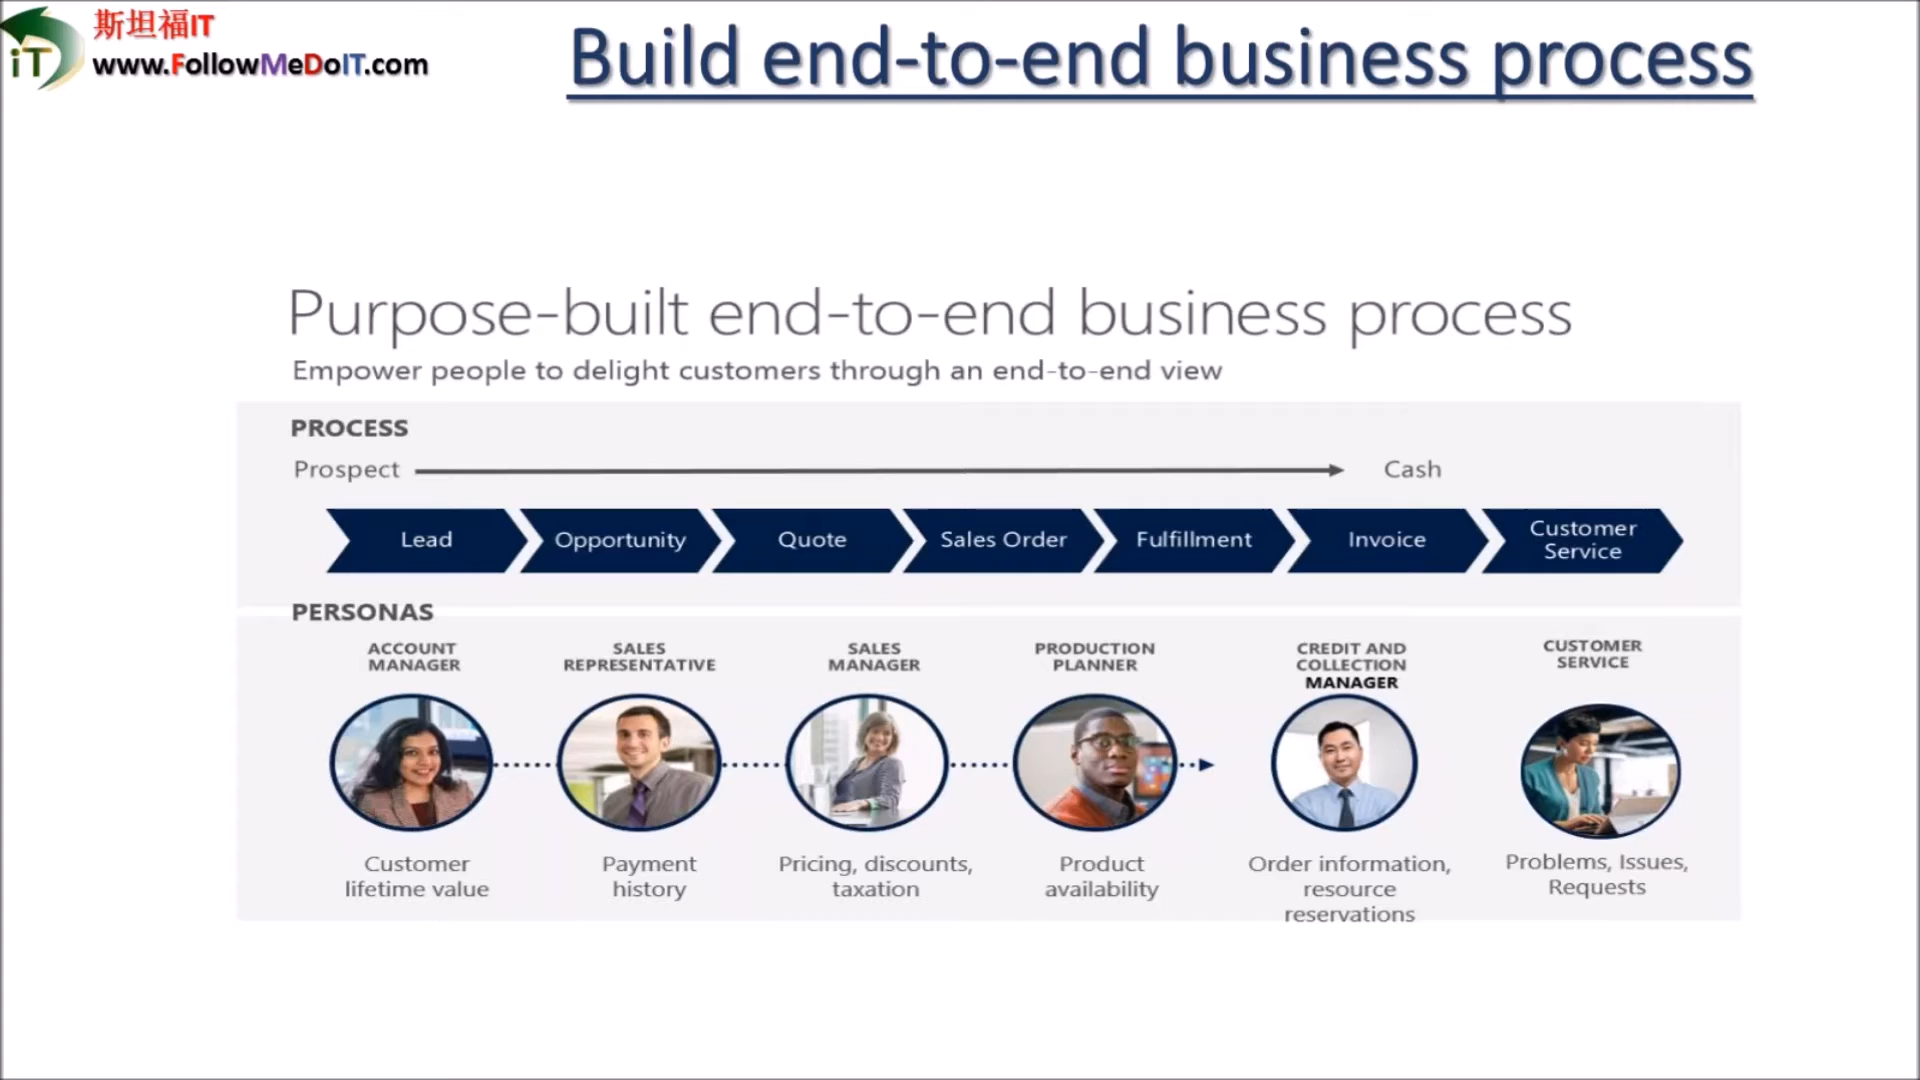 斯坦福IT
iT
www.FollowMeDoIT.com
Build end-to-end business process
Purpose-built end-to-end business process
Empower people to delight customers through an end-to-end view
PROCESS
Prospect
Cash
Lead
Opportunity
Quote
Sales Order
Fulfillment
Invoice
Customer
Service
PERSONAS
ACCOUNT
MANAGER
SALES
REPRESENTATIVE
SALES
MANAGER
PRODUCTION
PLANNER
CREDIT AND
COLLECTION
MANAGER
CUSTOMER
SERVICE
Customer
lifetime value
Payment
history
Pricing, discounts,
taxation
Product
availability
Order information,
resource
reservations
Problems, Issues,
Requests